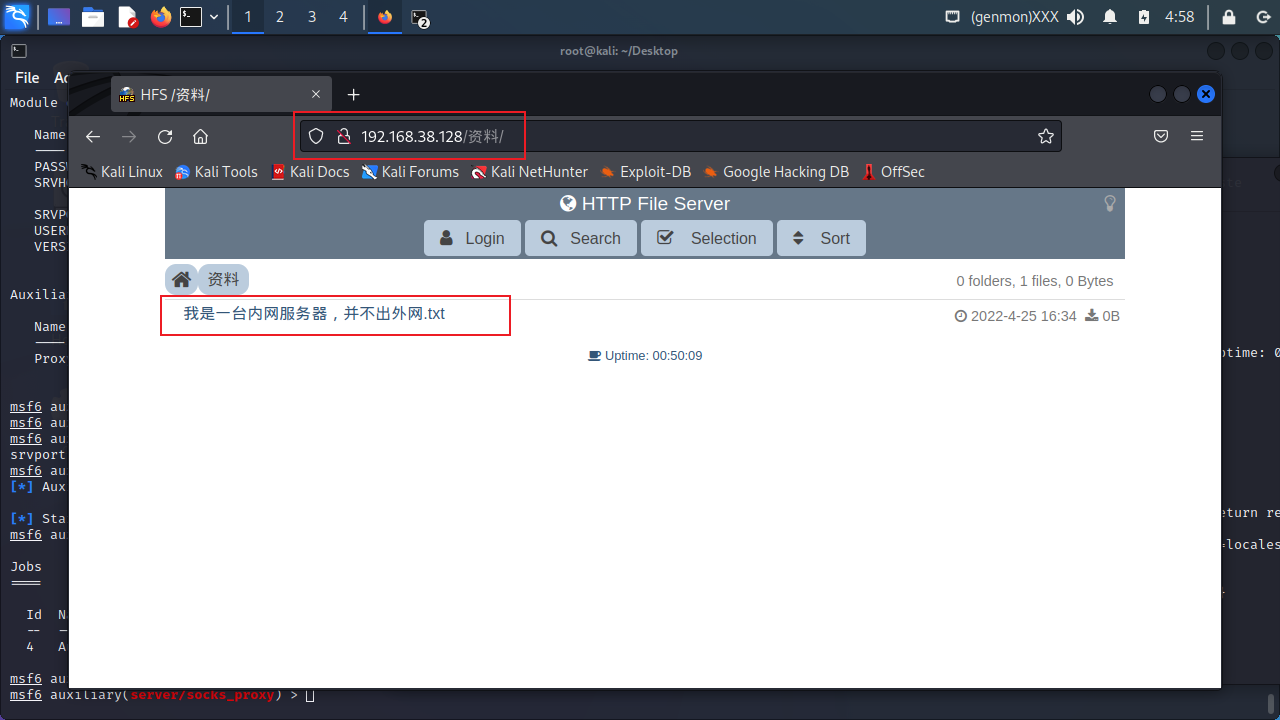 1 2 3 4 2 (genmon)XXX 4:58
root@kali: ~/Desktop
File
HFS /资料/
Module
192.168.38.128/资料/
Name
PASS
SRVH
Kali Linux Kali Tools Kali Docs Kali Forums Kali NetHunter Exploit-DB Google Hacking DB OffSec
HTTP File Server
Login Search Selection Sort
USER
VERS
资料
0 folders, 1 files, 0 Bytes
Auxilia
我是一台内网服务器，并不出外网.txt
2022-4-25 16:34 0B
Name
Uptime: 00:50:09
ptime: 0
Prox
msf6 au
msf6 au
msf6 au
srvport
msf6 au
[*] Aux
[*] Sta
eturn re
msf6 au
=locales
Jobs
====
Id N
-- -
4 A
msf6 au
msf6 auxiliary(server/socks_proxy) >